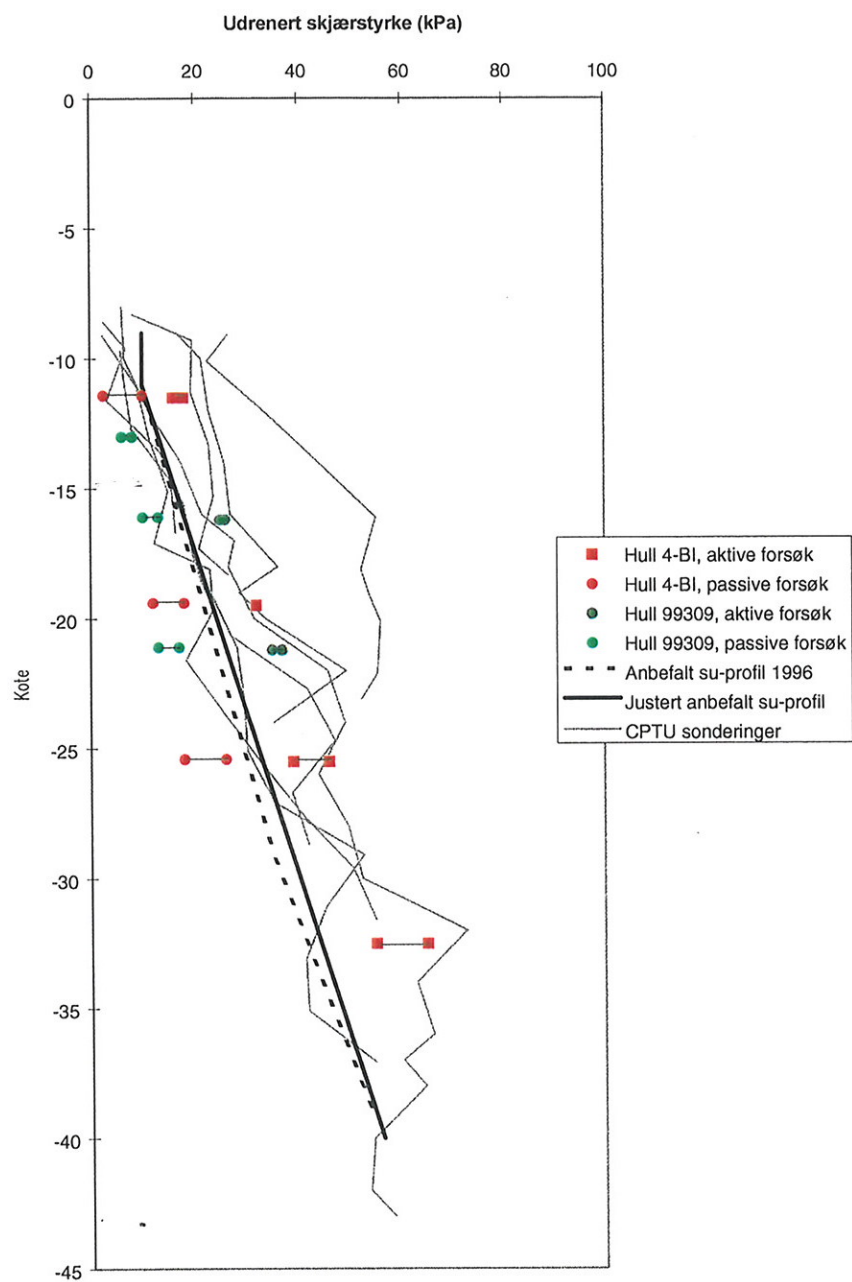 Udrenert skjærstyrke (kPa)
0 20 40 60 80 100
0
-5
-10
-15
-20
-25
-30
-35
-40
-45
Kote
Hull 4-BI, aktive forsøk
Hull 4-BI, passive forsøk
Hull 99309, aktive forsøk
Hull 99309, passive forsøk
Anbefalt su-profil 1996
Justert anbefalt su-profil
CPTU sonderinger